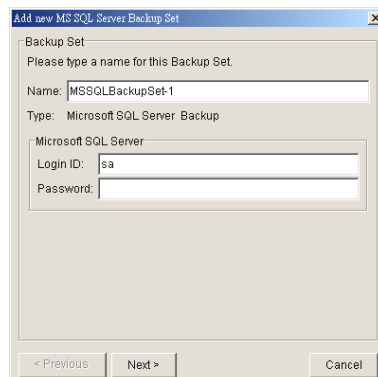 Add new MS SQL Server Backup Set
Backup Set
Please type a name for this Backup Set.
Name: MSSQLBackupSet-1
Type: Microsoft SQL Server Backup
Microsoft SQL Server
Login ID: sa
Password:
< Previous Next > Cancel